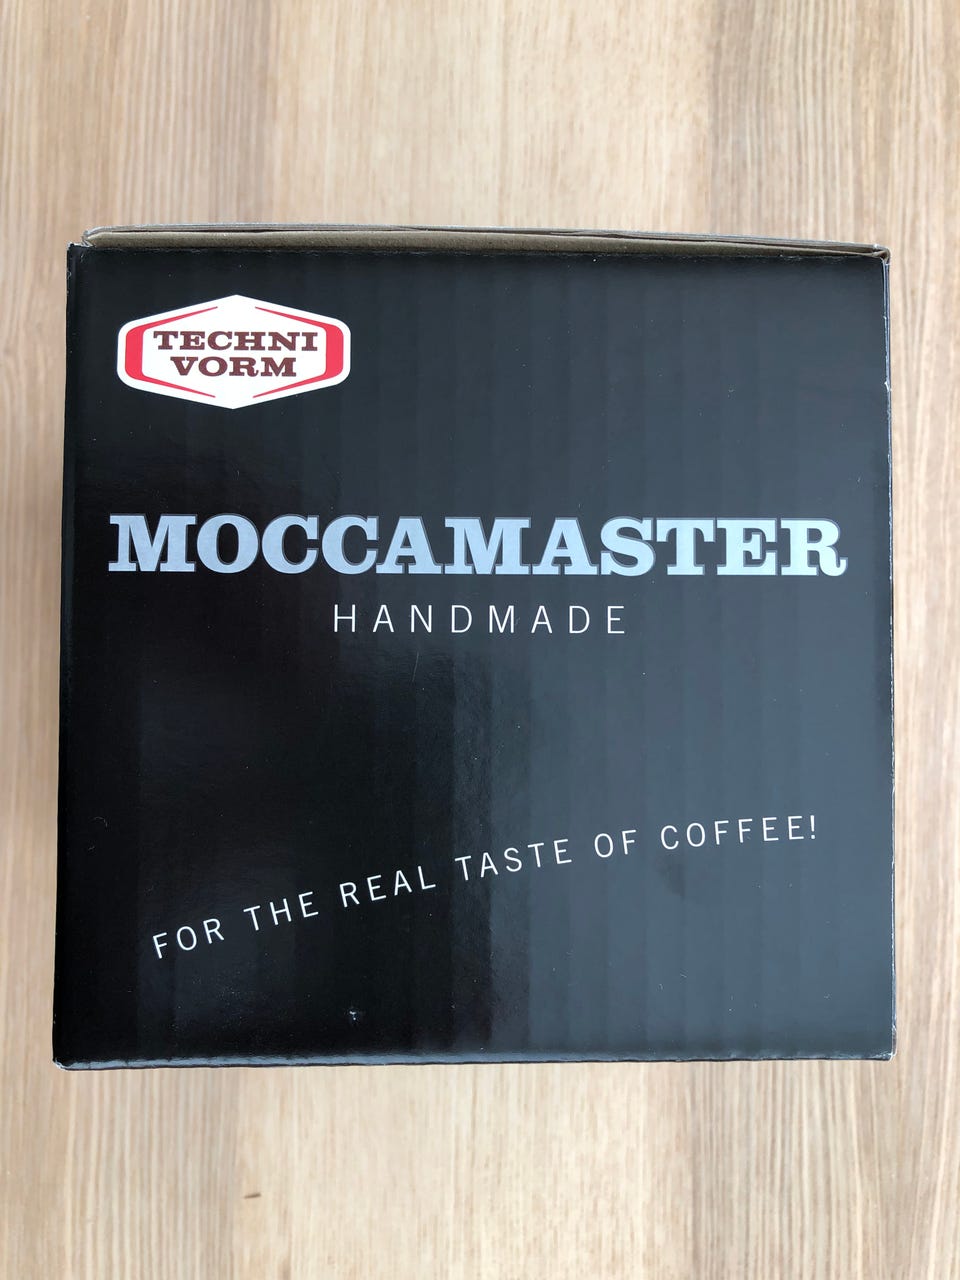 TECHNI
VORM
MOCCAMASTER
HANDMADE
FOR THE REAL TASTE OF COFFEE!